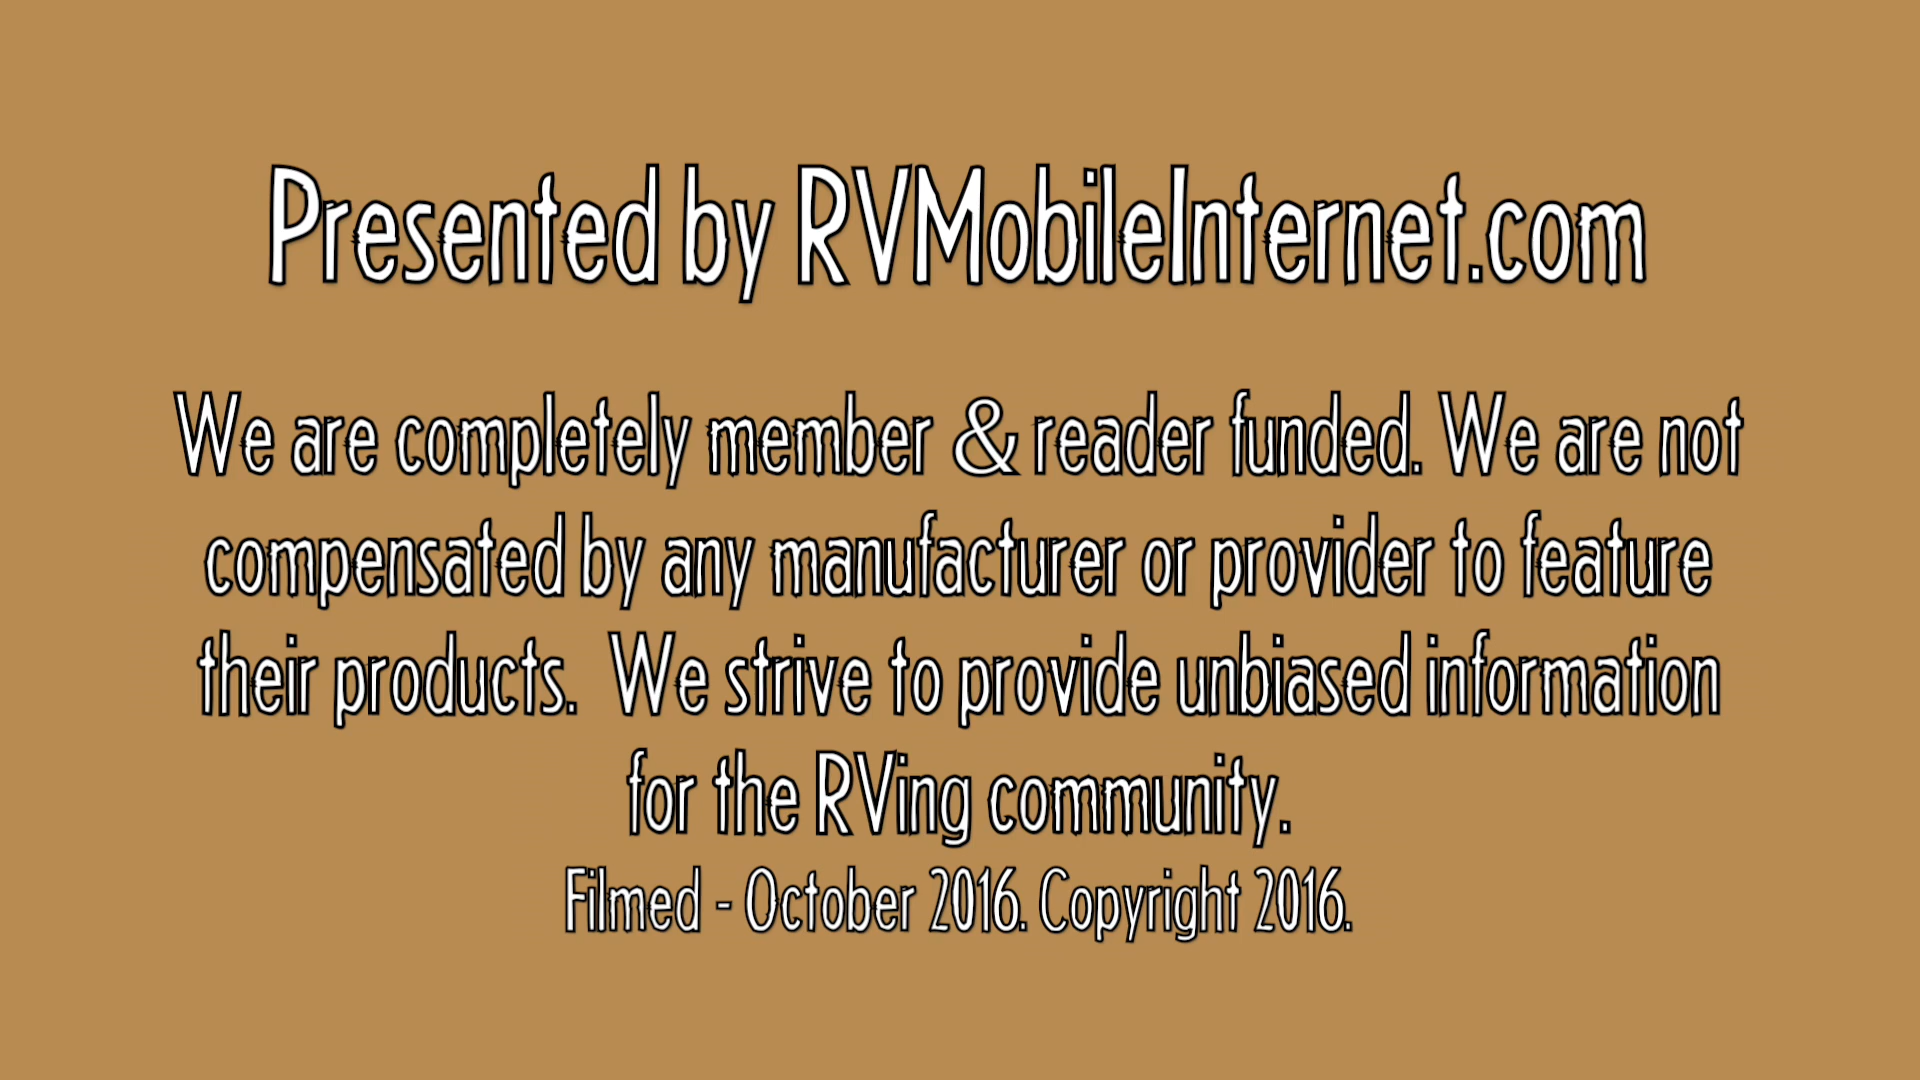 Presented by RVMobileInternet.com
We are completely member & reader funded. We are not
compensated by any manufacturer or provider to feature
their products.  We strive to provide unbiased information
for the RVing community.
Filmed - October 2016. Copyright 2016.